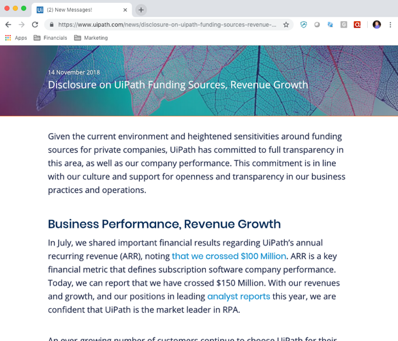 (2) New Messages!
https://www.uipath.com/news/disclosure-on-uipath-funding-sources-revenue-...
Apps Financials Marketing
14 November 2018
Disclosure on UiPath Funding Sources, Revenue Growth
Given the current environment and heightened sensitivities around funding
sources for private companies, UiPath has committed to full transparency in
this area, as well as our company performance. This commitment is in line
with our culture and support for openness and transparency in our business
practices and operations.
Business Performance, Revenue Growth
In July, we shared important financial results regarding UiPath's annual
recurring revenue (ARR), noting that we crossed $100 Million. ARR is a key
financial metric that defines subscription software company performance.
Today, we can report that we have crossed $150 Million. With our revenues
and growth, and our positions in leading analyst reports this year, we are
confident that UiPath is the market leader in RPA.
An ever growing number of customers continue to choose UiPath for their